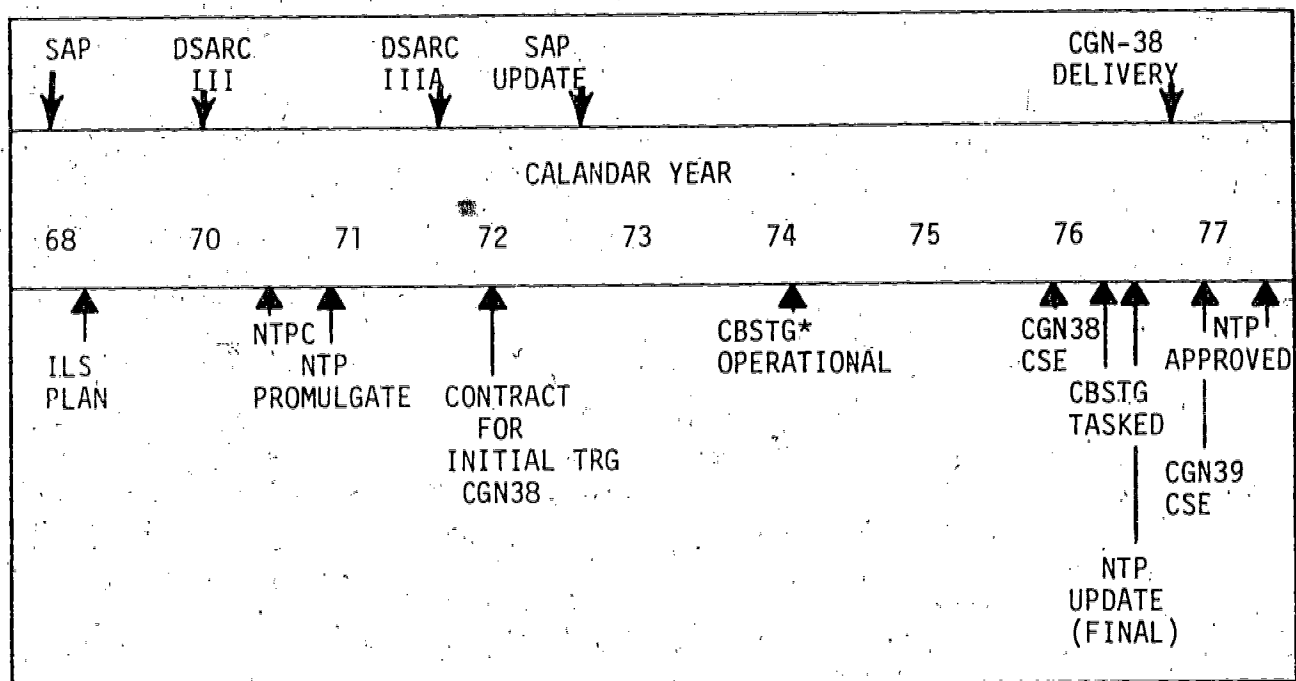 SAP
DSARC
III
DSARC
IIIA
SAP
UPDATE
CGN-38
DELIVERY
CALANDAR YEAR
68 70 71 72 73 74 75 76 77
ILS
PLAN
NTPC
NTP
PROMULGATE
CONTRACT
FOR
INITIAL TRG
CGN38
CBSTG*
OPERATIONAL
CGN38
CSE
CBSTG
TASKED
NTP
UPDATE
(FINAL)
CGN39
CSE
NTP
APPROVED